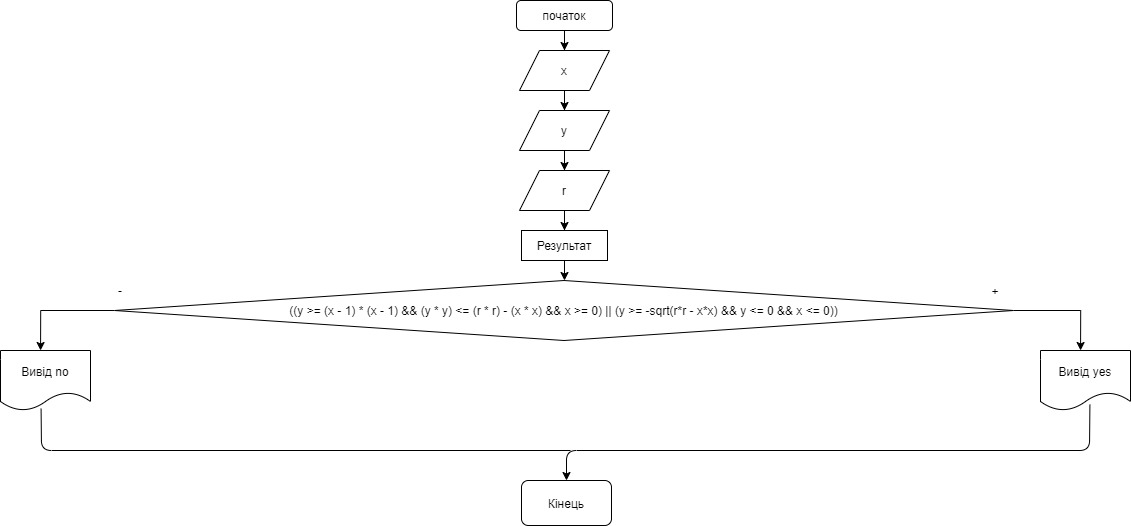 початок
x
y
r
Результат
-
+
((y >= (x - 1) * (x - 1) && (y * y) <= (r * r) - (x * x) && x >= 0) || (y >= -sqrt(r*r - x*x) && y <= 0 && x <= 0))
Вивід no
Вивід yes
Кінець